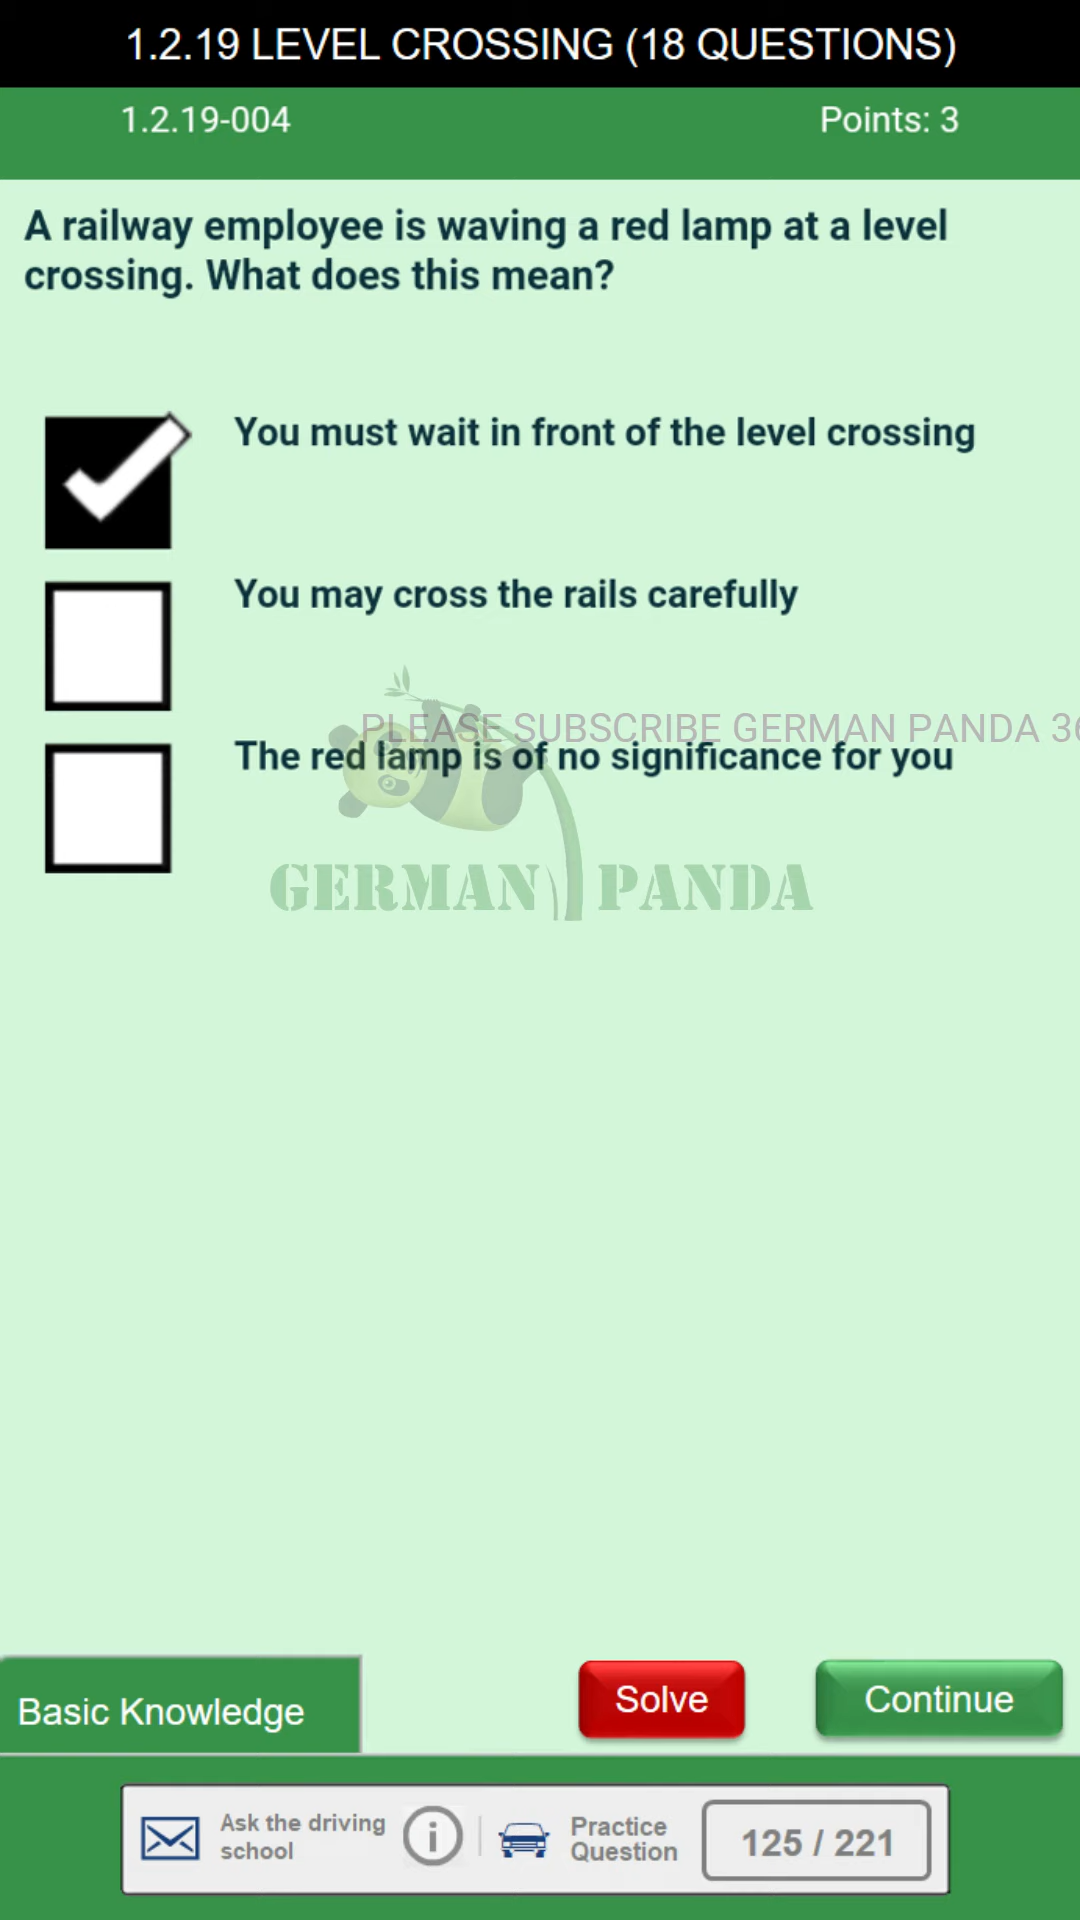 1.2.19 LEVEL CROSSING (18 QUESTIONS)
1.2.19-004
Points: 3
A railway employee is waving a red lamp at a level
crossing. What does this mean?
You must wait in front of the level crossing
You may cross the rails carefully
PLEASE SUBSCRIBE GERMAN PANDA 36
The red lamp is of no significance for you
GERMAN PANDA
Basic Knowledge
Solve
Continue
Ask the driving
school
Practice
Question
125 / 221